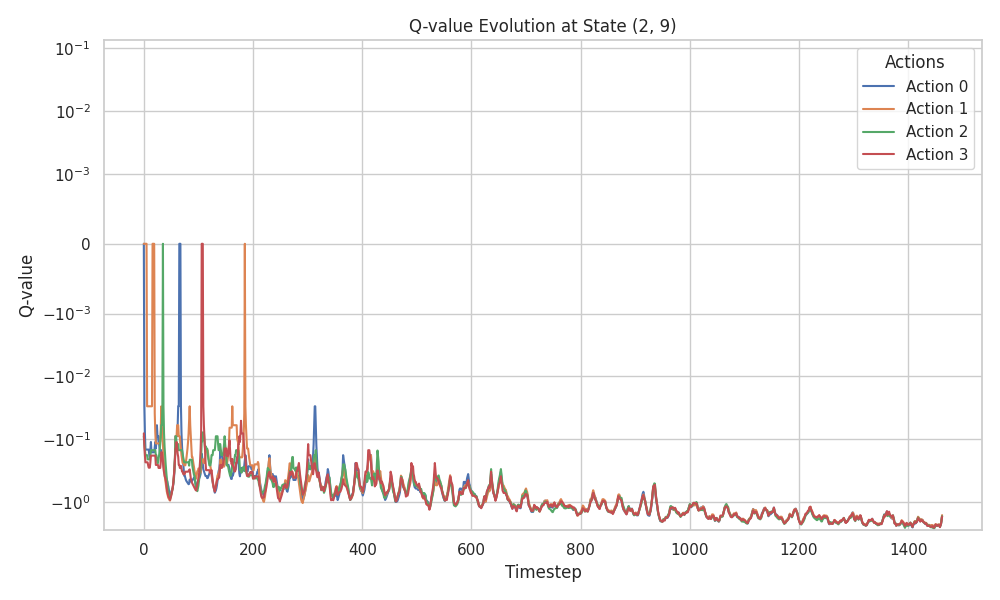 Q-value Evolution at State (2, 9)
10⁻¹
10⁻²
10⁻³
0
−10⁻³
−10⁻²
−10⁻¹
−10⁰
Q-value
Actions
Action 0
Action 1
Action 2
Action 3
0 200 400 600 800 1000 1200 1400
Timestep